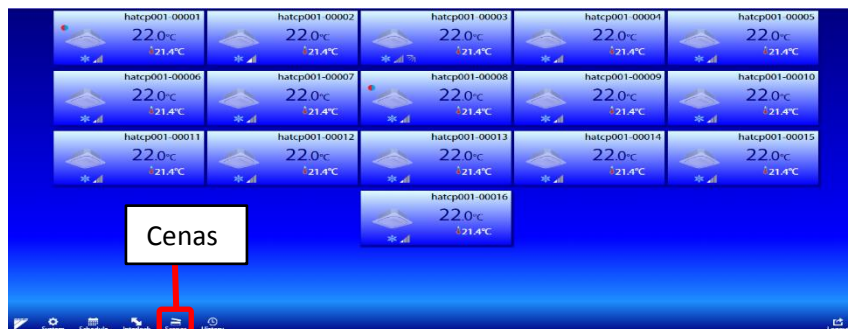 hatcp001-00001 hatcp001-00002 hatcp001-00003 hatcp001-00004 hatcp001-00005
22.0°C 22.0°C 22.0°C 22.0°C 22.0°C
21.4°C 21.4°C 21.4°C 21.4°C 21.4°C
hatcp001-00006 hatcp001-00007 hatcp001-00008 hatcp001-00009 hatcp001-00010
22.0°C 22.0°C 22.0°C 22.0°C 22.0°C
21.4°C 21.4°C 21.4°C 21.4°C 21.4°C
hatcp001-00011 hatcp001-00012 hatcp001-00013 hatcp001-00014 hatcp001-00015
22.0°C 22.0°C 22.0°C 22.0°C 22.0°C
21.4°C 21.4°C 21.4°C 21.4°C 21.4°C
hatcp001-00016
22.0°C
21.4°C
Cenas
System Schedule Interlock